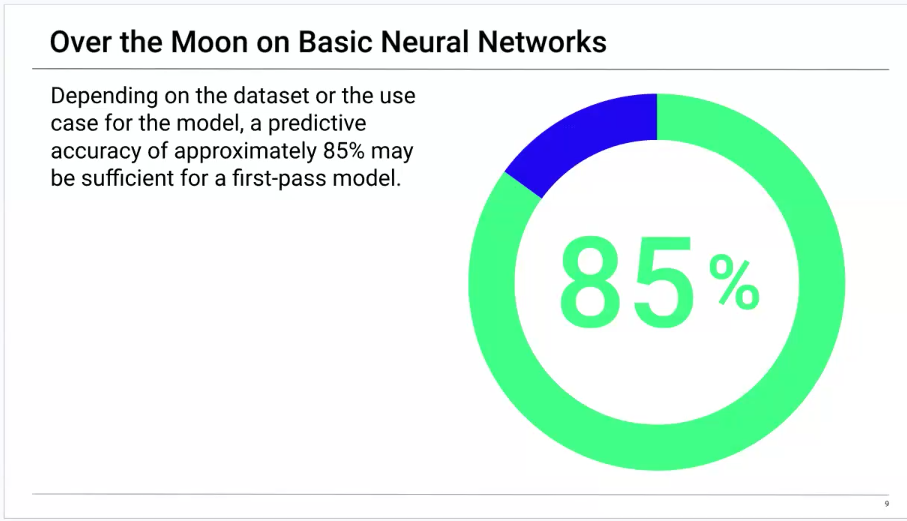 Over the Moon on Basic Neural Networks
Depending on the dataset or the use
case for the model, a predictive
accuracy of approximately 85% may
be sufficient for a first-pass model.
85%
9